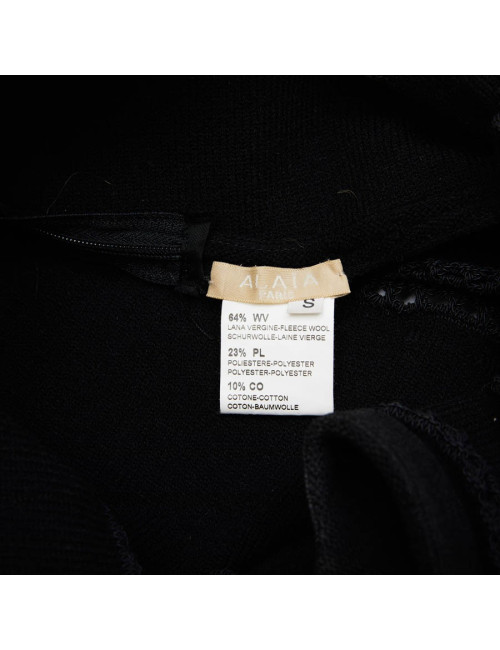 ALAÏA
PARIS
S
64% WV
LANA VERGINE-FLEECE WOOL
SCHURWOLLE-LAINE VIERGE
23% PL
POLIESTERE-POLYESTER
POLYESTER-POLYESTER
10% CO
COTONE-COTTON
COTON-BAUMWOLLE